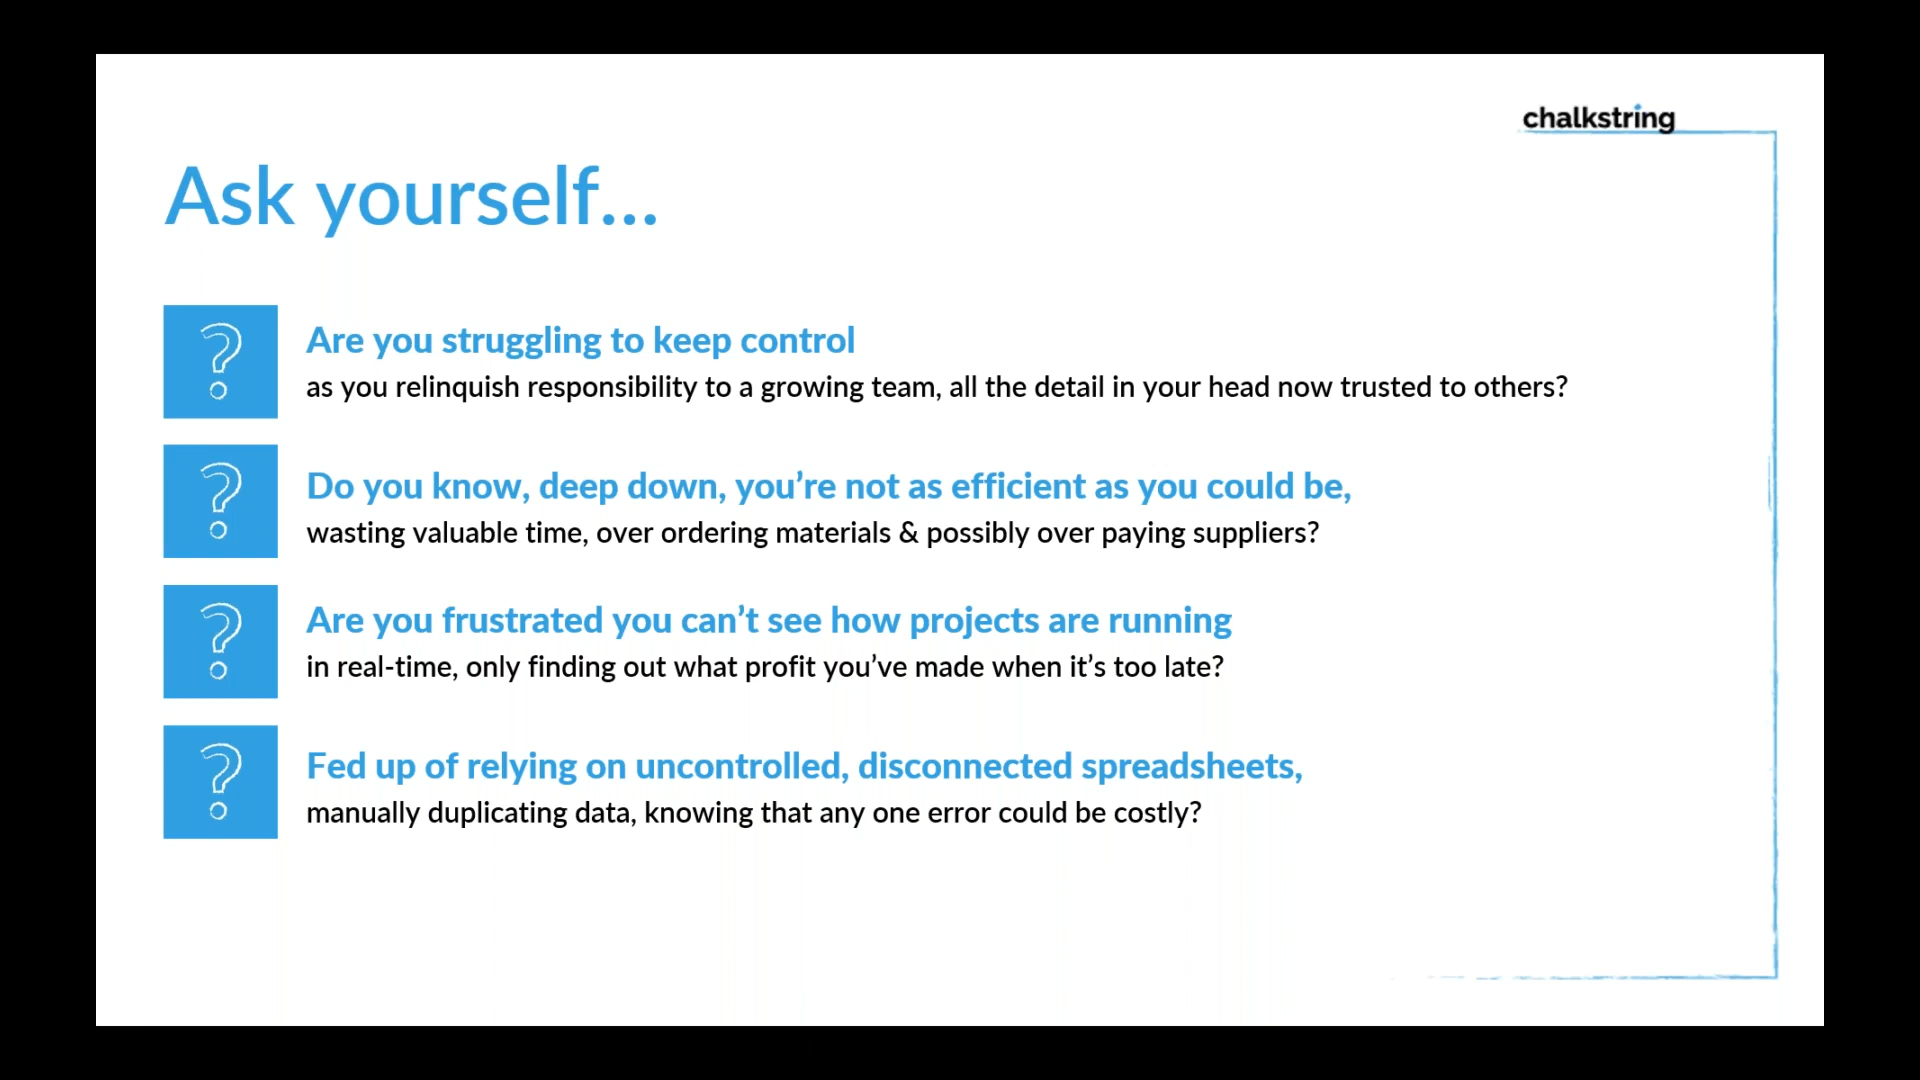 chalkstring
Ask yourself...
Are you struggling to keep control
as you relinquish responsibility to a growing team, all the detail in your head now trusted to others?
Do you know, deep down, you’re not as efficient as you could be,
wasting valuable time, over ordering materials & possibly over paying suppliers?
Are you frustrated you can’t see how projects are running
in real-time, only finding out what profit you’ve made when it’s too late?
Fed up of relying on uncontrolled, disconnected spreadsheets,
manually duplicating data, knowing that any one error could be costly?